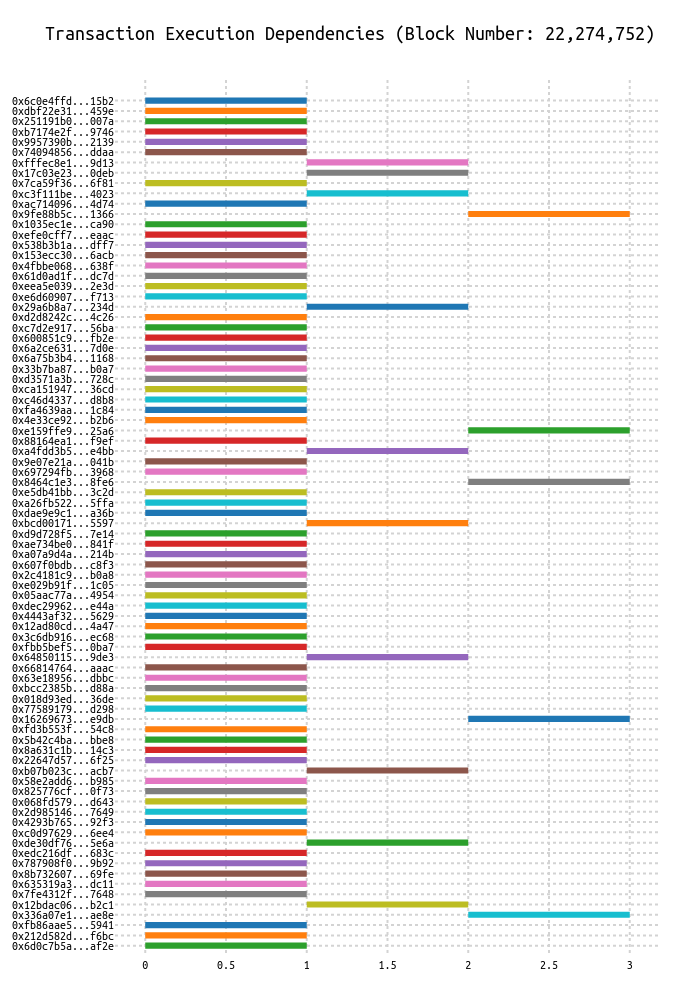 Transaction Execution Dependencies (Block Number: 22,274,752)
0x6c0e4ffd...15b2
0xdbf22e31...459e
0x251191b0...007a
0xb7174e2f...9746
0x9957390b...2139
0x74094856...ddaa
0xfffec8e1...9d13
0x17c03e23...0deb
0x7ca59f36...6f81
0xc3f111be...4023
0xac714096...4d74
0x9fe88b5c...1366
0x1035ec1e...ca90
0xefe0cff7...eaac
0x538b3b1a...dff7
0x153ecc30...6acb
0x4fbbe068...638f
0x61d0ad1f...dc7d
0xeea5e039...2e3d
0xe6d60907...f713
0x29a6b8a7...234d
0xd2d8242c...4c26
0xc7d2e917...56ba
0x600851c9...fb2e
0x6a2ce631...7d0e
0x6a75b3b4...1168
0x33b7ba87...b0a7
0xd3571a3b...728c
0xca151947...36cd
0xc46d4337...d8b8
0xfa4639aa...1c84
0x4e33ce92...b2b6
0xe159ffe9...25a6
0x88164ea1...f9ef
0xa4fdd3b5...e4bb
0x9e07e21a...041b
0x697294fb...3968
0x8464c1e3...8fe6
0xe5db41bb...3c2d
0xa26fb522...5ffa
0xdae9e9c1...a36b
0xbcd00171...5597
0xd9d728f5...7e14
0xae734be0...841f
0xa07a9d4a...214b
0x607f0bdb...c8f3
0x2c4181c9...b0a8
0xe029b91f...1c05
0x05aac77a...4954
0xdec29962...e44a
0x4443af32...5629
0x12ad80cd...4a47
0x3c6db916...ec68
0xfbb5bef5...0ba7
0x64850115...9de3
0x66814764...aaac
0x63e18956...dbbc
0xbcc2385b...d88a
0x018d93ed...36de
0x77589179...d298
0x16269673...e9db
0xfd3b553f...54c8
0x5b42c4ba...bbe8
0x8a631c1b...14c3
0x22647d57...6f25
0xb07b023c...acb7
0x58e2add6...b985
0x825776cf...0f73
0x068fd579...d643
0x2d985146...7649
0x4293b765...92f3
0xc0d97629...6ee4
0xde30df76...5e6a
0xedc216df...683c
0x787908f0...9b92
0x8b732607...69fe
0x635319a3...dc11
0x7fe4312f...7648
0x12bdac06...b2c1
0x336a07e1...ae8e
0xfb86aae5...5941
0x212d582d...f6bc
0x6d0c7b5a...af2e
0 0.5 1 1.5 2 2.5 3